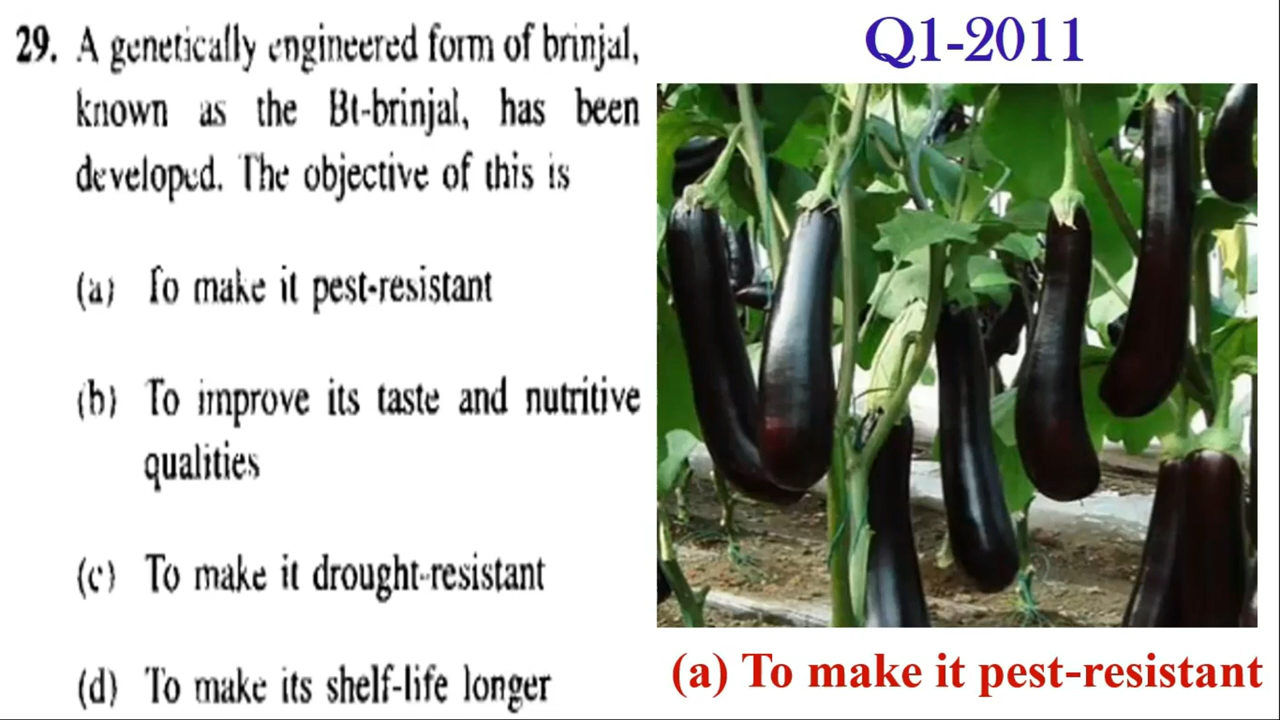 29. A genetically engineered form of brinjal,
known as the Bt-brinjal, has been
developed. The objective of this is
(a) To make it pest-resistant
(b) To improve its taste and nutritive
qualities
(c) To make it drought-resistant
(d) To make its shelf-life longer
Q1-2011
(a) To make it pest-resistant